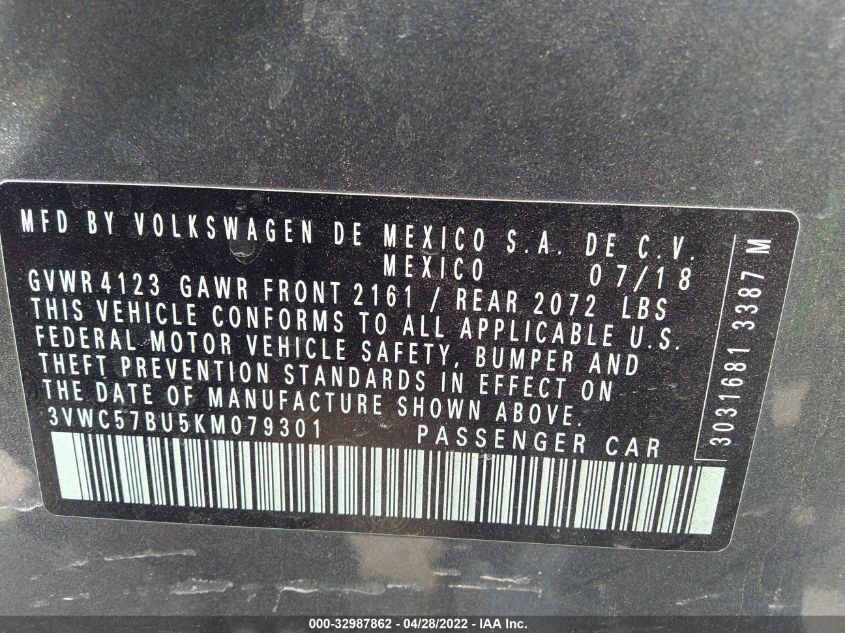 MFD BY VOLKSWAGEN DE MEXICO S.A. DE C.V.
MEXICO 07/18
GVWR 4123 GAWR FRONT 2161 / REAR 2072 LBS
THIS VEHICLE CONFORMS TO ALL APPLICABLE U.S.
FEDERAL MOTOR VEHICLE SAFETY, BUMPER AND
THEFT PREVENTION STANDARDS IN EFFECT ON
THE DATE OF MANUFACTURE SHOWN ABOVE.
3VWC57BU5KM079301 PASSENGER CAR
3031681 3387 M
000-32987862 - 04/28/2022 - IAA Inc.